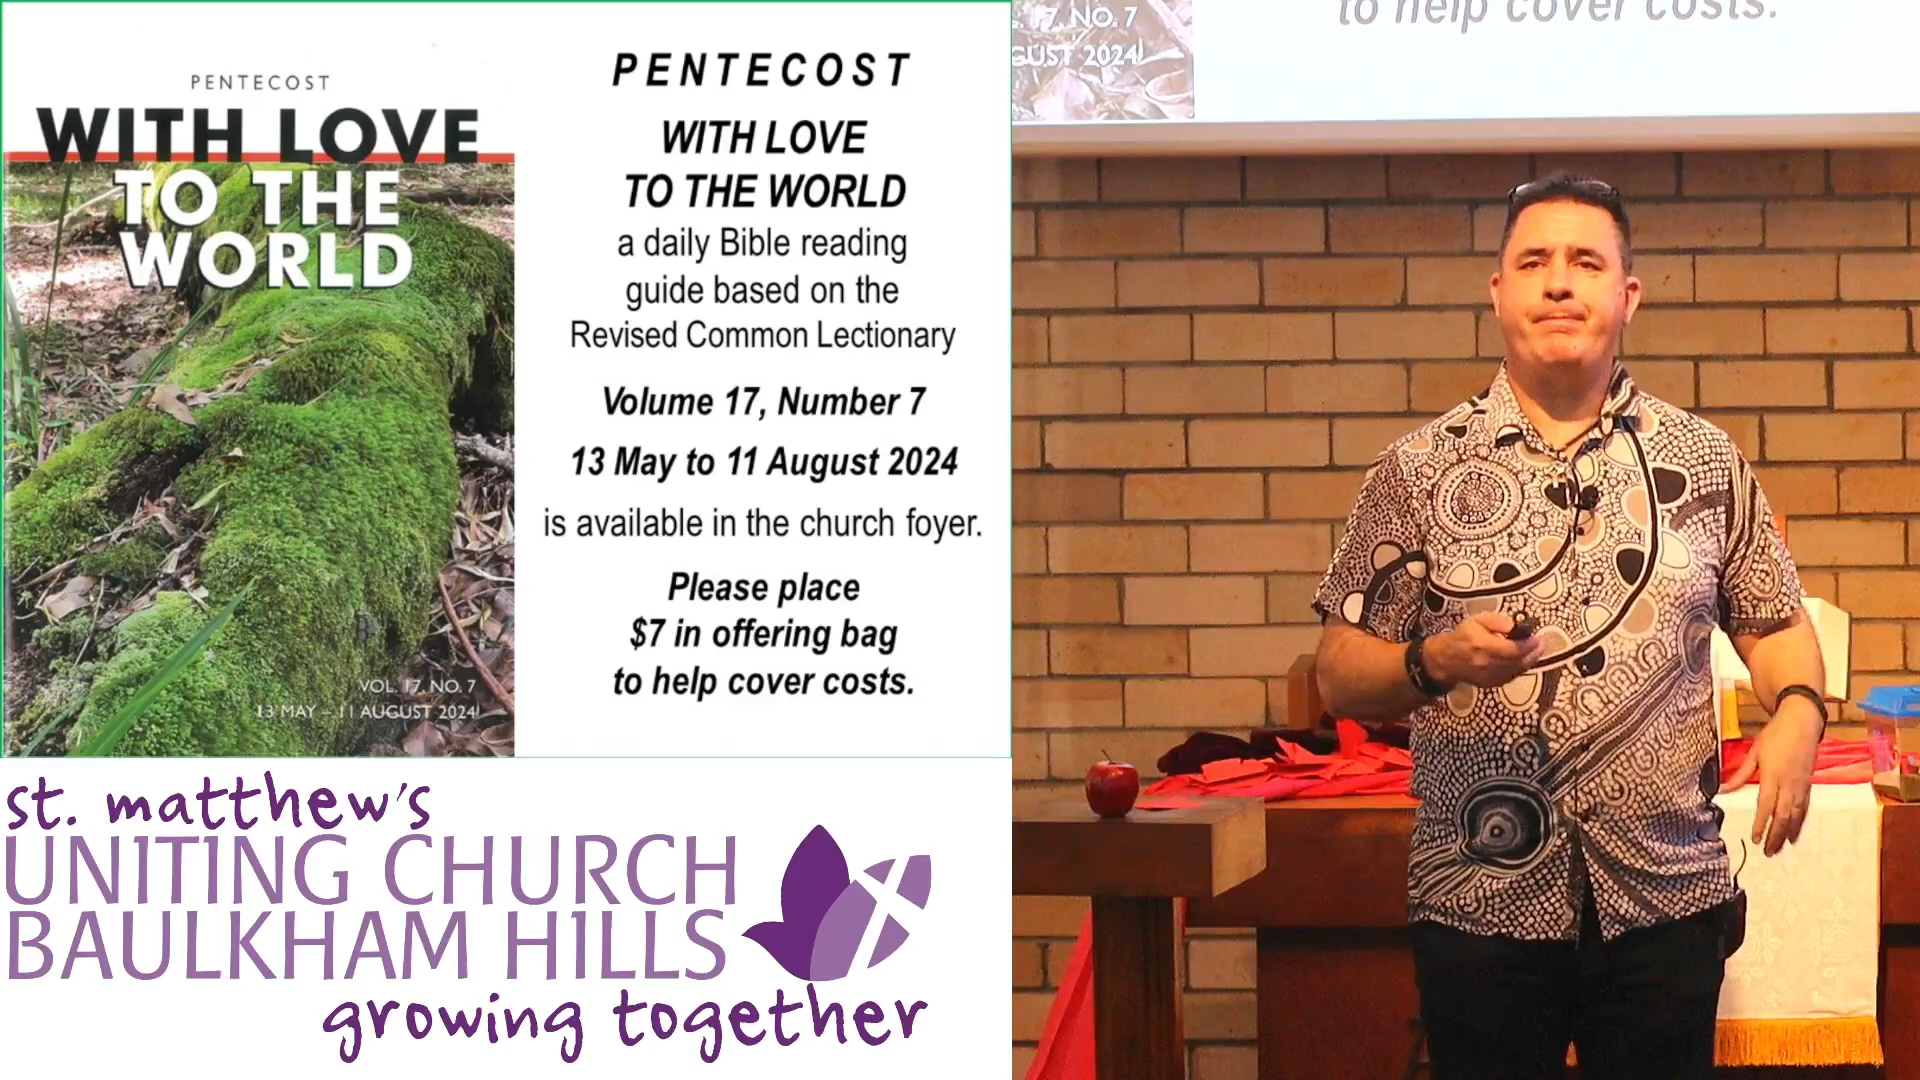 PENTECOST
WITH LOVE
TO THE
WORLD
VOL. 17, NO. 7
13 MAY – 11 AUGUST 2024
PENTECOST
WITH LOVE
TO THE WORLD
a daily Bible reading
guide based on the
Revised Common Lectionary
Volume 17, Number 7
13 May to 11 August 2024
is available in the church foyer.
Please place
$7 in offering bag
to help cover costs.
st. matthew's
UNITING CHURCH
BAULKHAM HILLS
growing together
17, NO. 7
GUST 2024
to help cover costs.